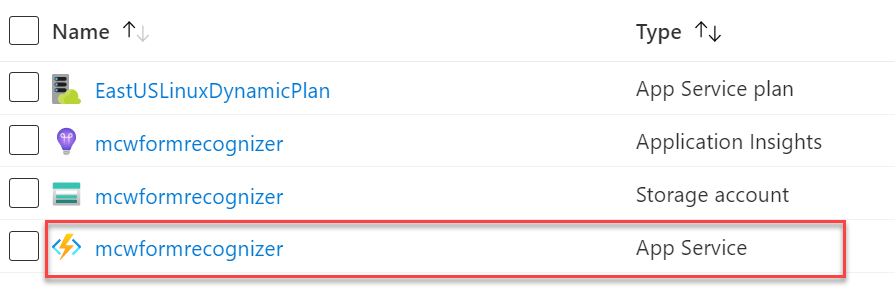 Name ↑↓ Type ↑↓
EastUSLinuxDynamicPlan App Service plan
mcwformrecognizer Application Insights
mcwformrecognizer Storage account
mcwformrecognizer App Service